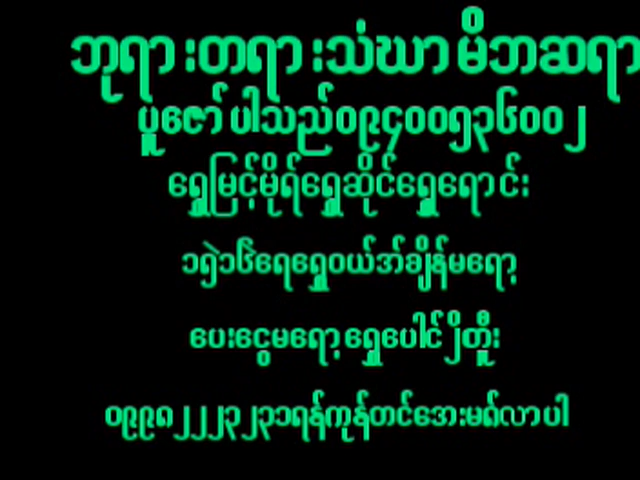 ဘုရား တရား သံဃာ မိဘဆရာ
ပူဇော် ပါသည်၀၉၄၀၀၅၃၆၀၀၂
ရွှေမြင့်မိုရ်ရွှေဆိုင်ရွှေရောင်း
၁၅ဲ၁၆ရေရွှေဝယ်အ်ချိန်မရော့
ပေးငွေမရော့ရွှေပေါင်၂ိတူိး
၀၉၉၈၂၂၂၃၂၃၁ရန်ကုန်တင်အေးမရ်လာပါ